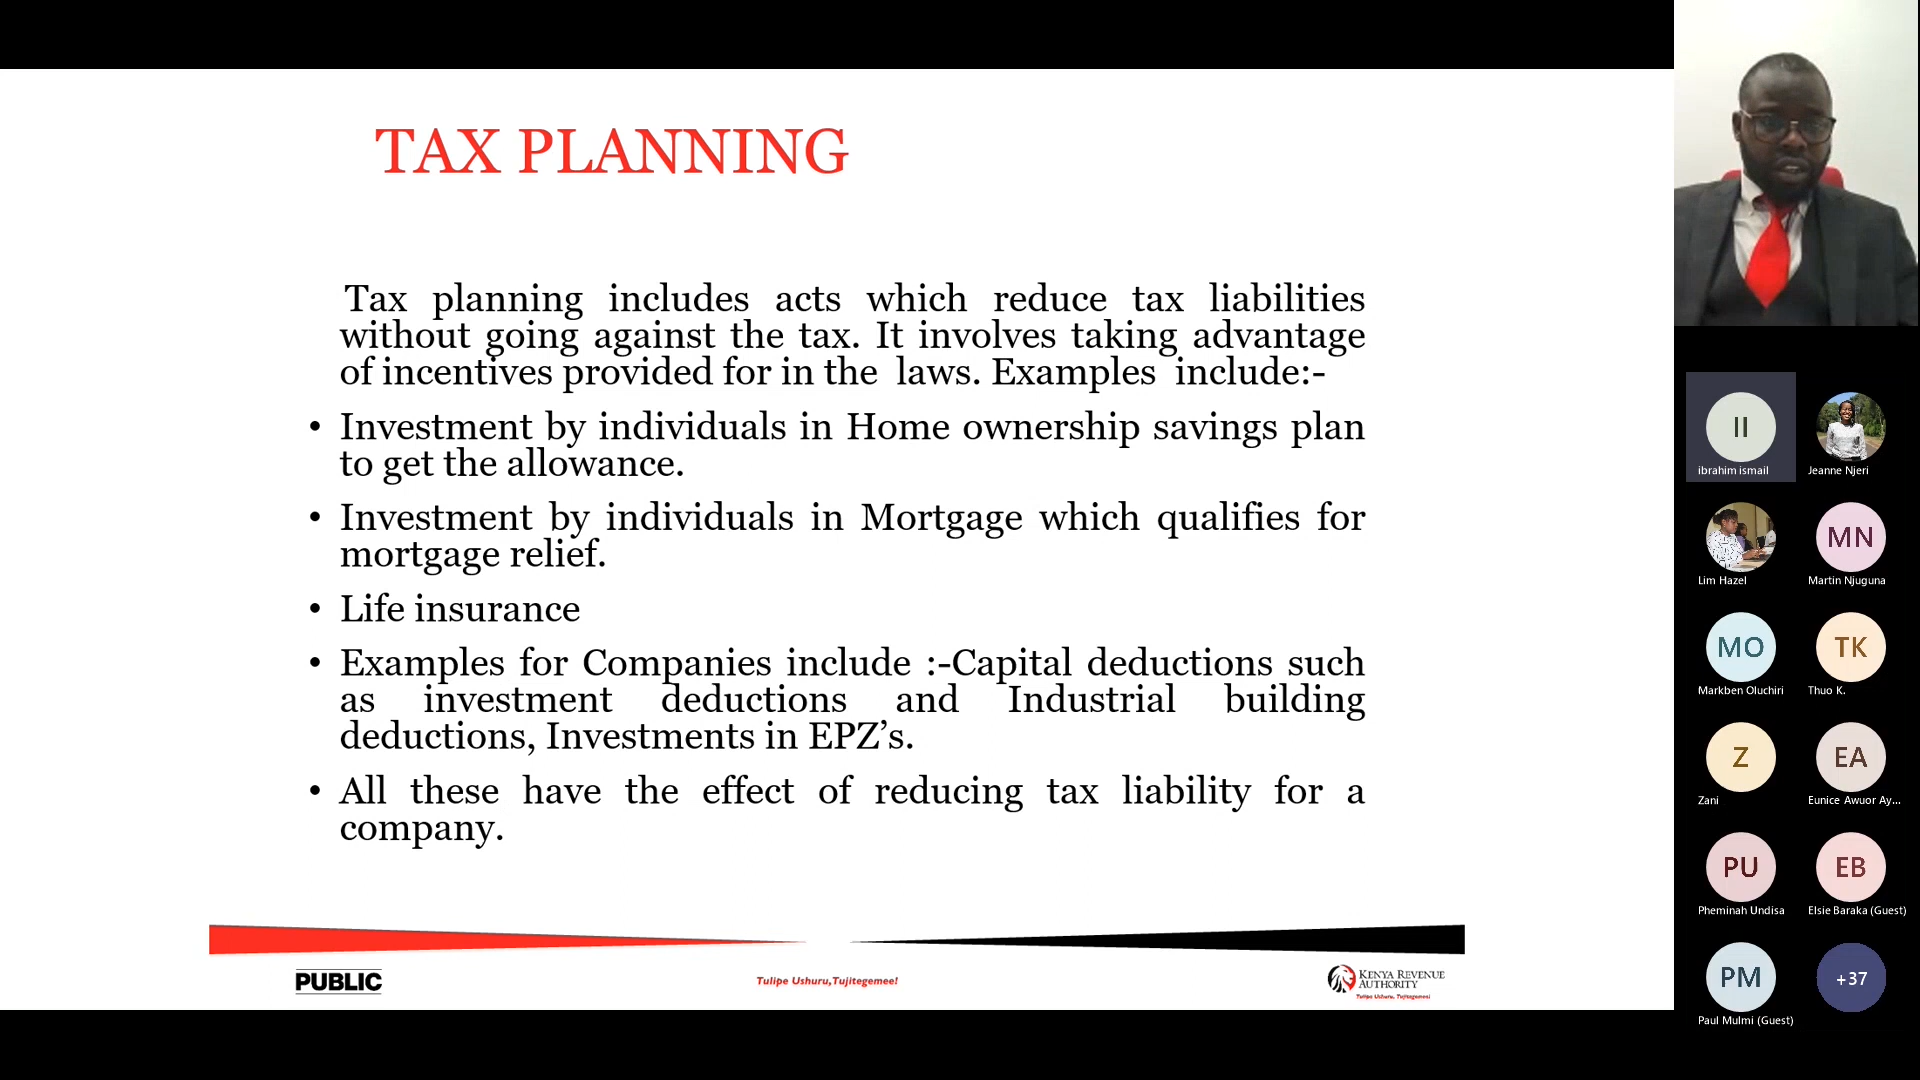 TAX PLANNING
Tax planning includes acts which reduce tax liabilities
without going against the tax. It involves taking advantage
of incentives provided for in the laws. Examples include:-
• Investment by individuals in Home ownership savings plan
to get the allowance.
• Investment by individuals in Mortgage which qualifies for
mortgage relief.
• Life insurance
• Examples for Companies include :-Capital deductions such
as investment deductions and Industrial building
deductions, Investments in EPZ’s.
• All these have the effect of reducing tax liability for a
company.
PUBLIC
Tulipe Ushuru,Tujitegemee!
KENYA REVENUE
AUTHORITY
Tulipe Ushuru, Tujitegemee!
II
ibrahim ismail
Jeanne Njeri
Lim Hazel
MN
Martin Njuguna
MO
Markben Oluchiri
TK
Thuo K.
Z
Zani
EA
Eunice Awuor Ay...
PU
Pheminah Undisa
EB
Elsie Baraka (Guest)
PM
Paul Mulmi (Guest)
+37